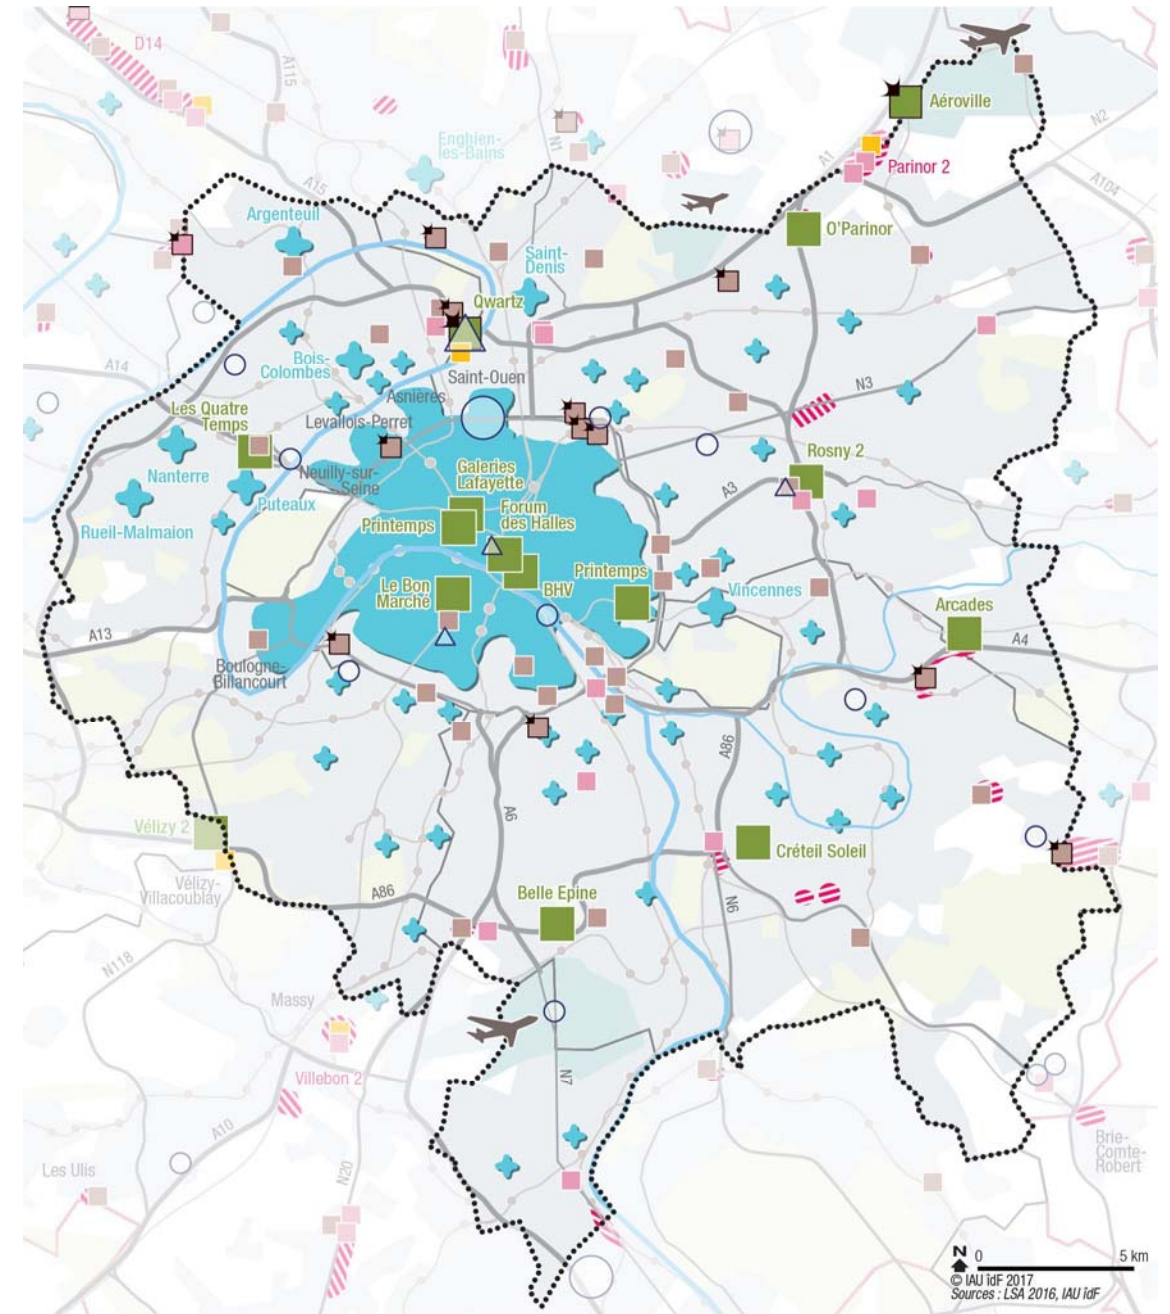 D14
A115
Enghien-
les-Bains
N1
A1
Aéroville
N2
Parinor 2
A104
A15
Argenteuil
O'Parinor
Saint-
Denis
Qwartz
A14
Bois-
Colombes
Saint-Ouen
Asnières
N3
Les Quatre
Temps
Levallois-Perret
Nanterre
Neuilly-sur-
Seine
Galeries
Lafayette
Rosny 2
A3
Puteaux
Forum
des Halles
Rueil-Malmaion
Printemps
Le Bon
Marché
BHV
Printemps
Vincennes
Arcades
A13
A4
Boulogne-
Billancourt
A86
A6
Vélizy 2
Créteil Soleil
Vélizy-
Villacoublay
A86
Belle Epine
N6
N118
Massy
N7
Villebon 2
A10
Les Ulis
N20
Brie-
Comte-
Robert
N
0
5 km
© IAU îdF 2017
Sources : LSA 2016, IAU îdF